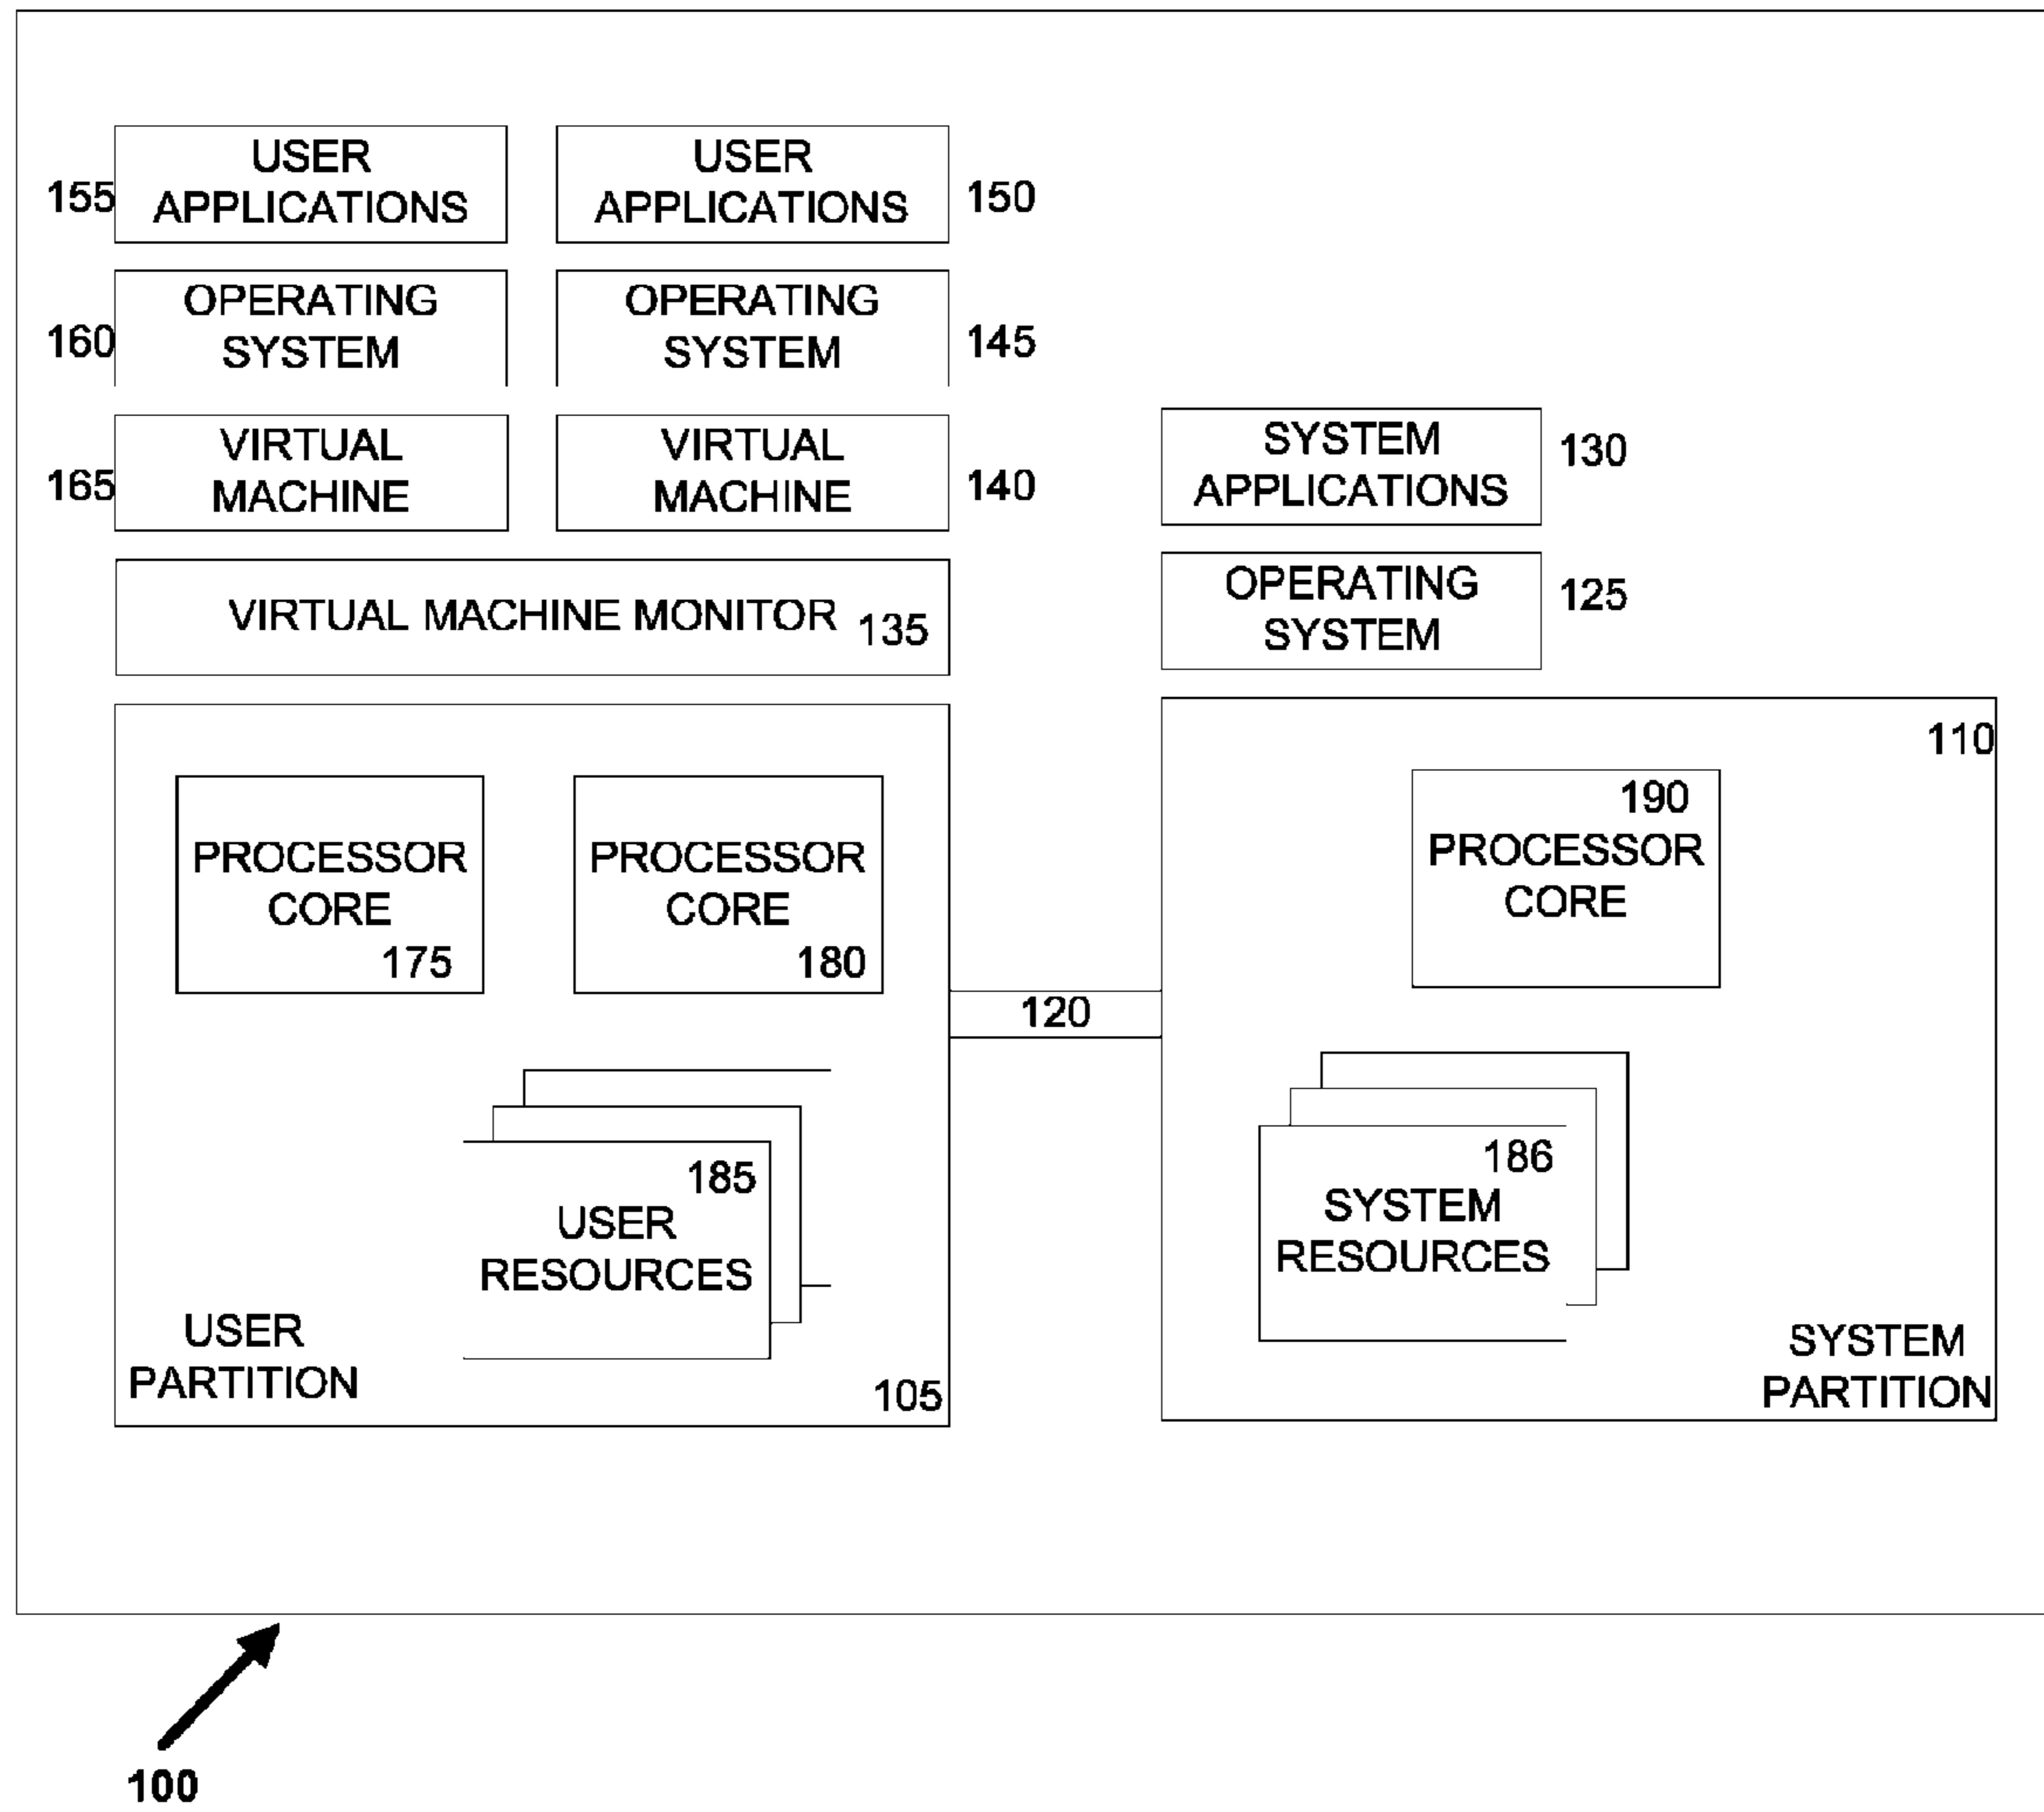 USER
APPLICATIONS
155
USER
APPLICATIONS
150
OPERATING
SYSTEM
160
OPERATING
SYSTEM
145
VIRTUAL
MACHINE
165
VIRTUAL
MACHINE
140
SYSTEM
APPLICATIONS
130
VIRTUAL MACHINE MONITOR 135
OPERATING
SYSTEM
125
PROCESSOR
CORE
175
PROCESSOR
CORE
180
185
USER
RESOURCES
USER
PARTITION
105
120
110
190
PROCESSOR
CORE
186
SYSTEM
RESOURCES
SYSTEM
PARTITION
100